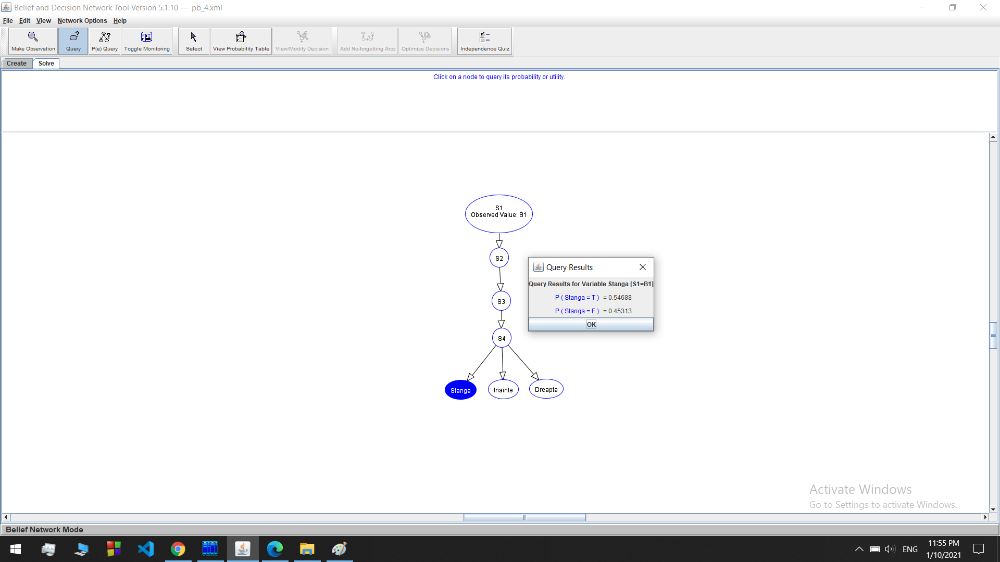 Belief and Decision Network Tool Version 5.1.10 --- pb_4.xml
File Edit View Network Options Help
Make Observation Query P(e) Query Toggle Monitoring Select View Probability Table View/Modify Decision Add No-forgetting Arcs Optimize Decisions Independence Quiz
Create Solve
Click on a node to query its probability or utility.
S1
Observed Value: B1
S2
Query Results
Query Results for Variable Stanga [S1=B1]
P ( Stanga = T ) = 0.54688
S3
P ( Stanga = F ) = 0.45313
OK
S4
Stanga Inainte Dreapta
Activate Windows
Go to Settings to activate Windows.
Belief Network Mode
ENG
11:55 PM
1/10/2021